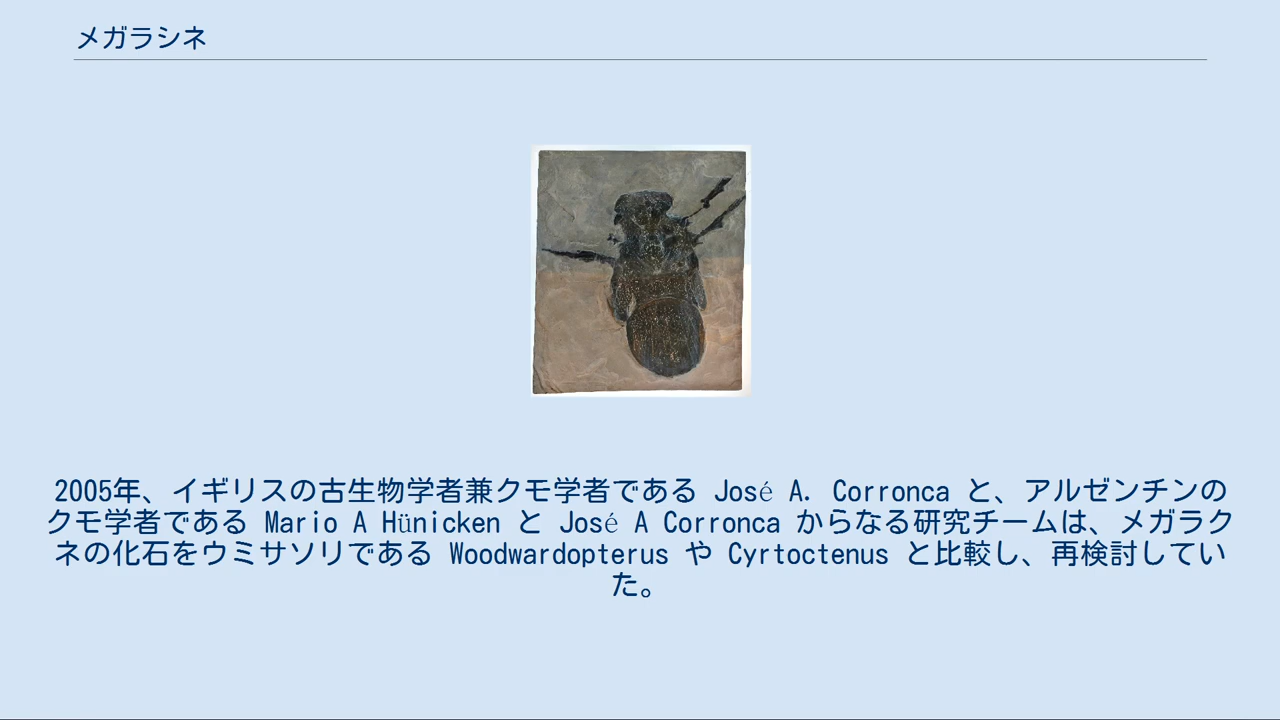 メガラシネ
2005年、イギリスの古生物学者兼クモ学者である José A. Corronca と、アルゼンチンの
クモ学者である Mario A Hünicken と José A Corronca からなる研究チームは、メガラク
ネの化石をウミサソリである Woodwardopterus や Cyrtoctenus と比較し、再検討してい
た。